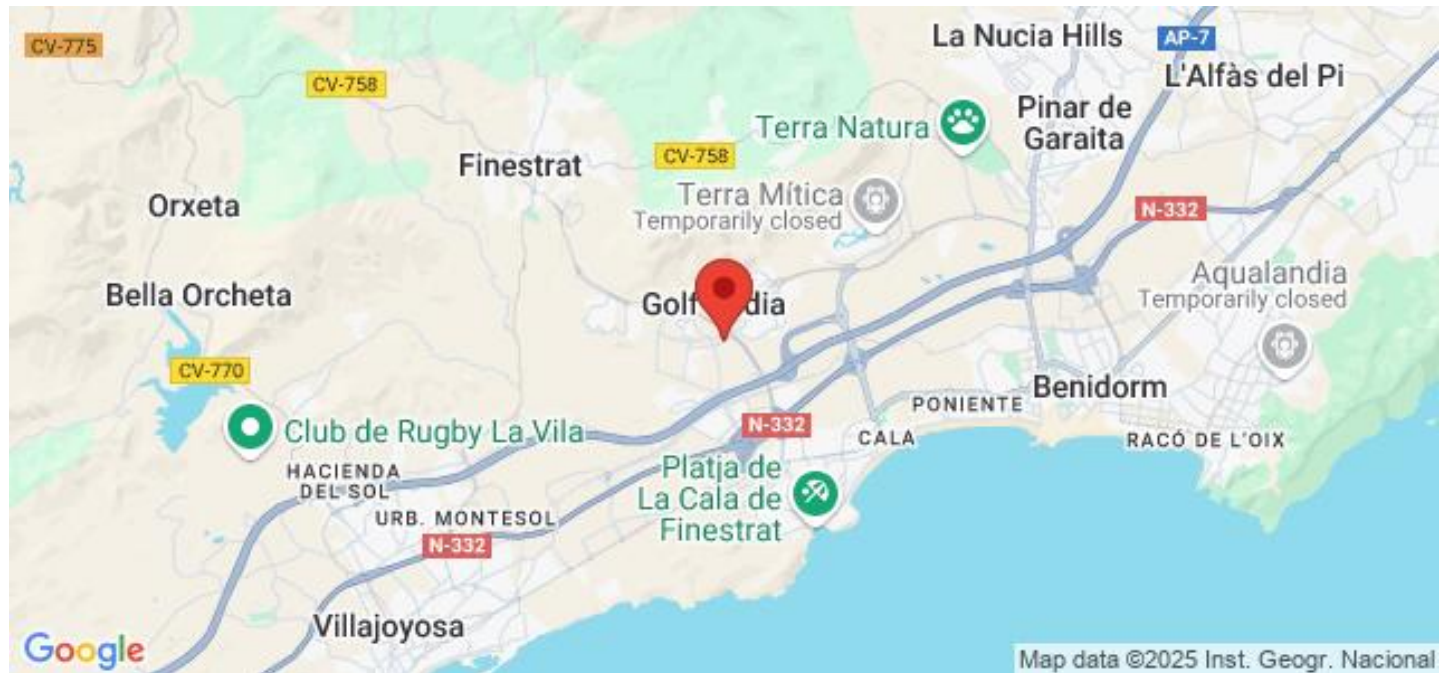 CV-775
CV-758
La Nucia Hills
AP-7
L'Alfàs del Pi
Terra Natura
Pinar de
Garaita
Finestrat
CV-758
Terra Mítica
Temporarily closed
Orxeta
N-332
Bella Orcheta
Golf
dia
Aqualandia
Temporarily closed
CV-770
Club de Rugby La Vila
N-332
PONIENTE
Benidorm
CALA
RACÓ DE L'OIX
HACIENDA
DEL SOL
Platja de
La Cala de
Finestrat
URB. MONTESOL
N-332
Villajoyosa
Google
Map data ©2025 Inst. Geogr. Nacional